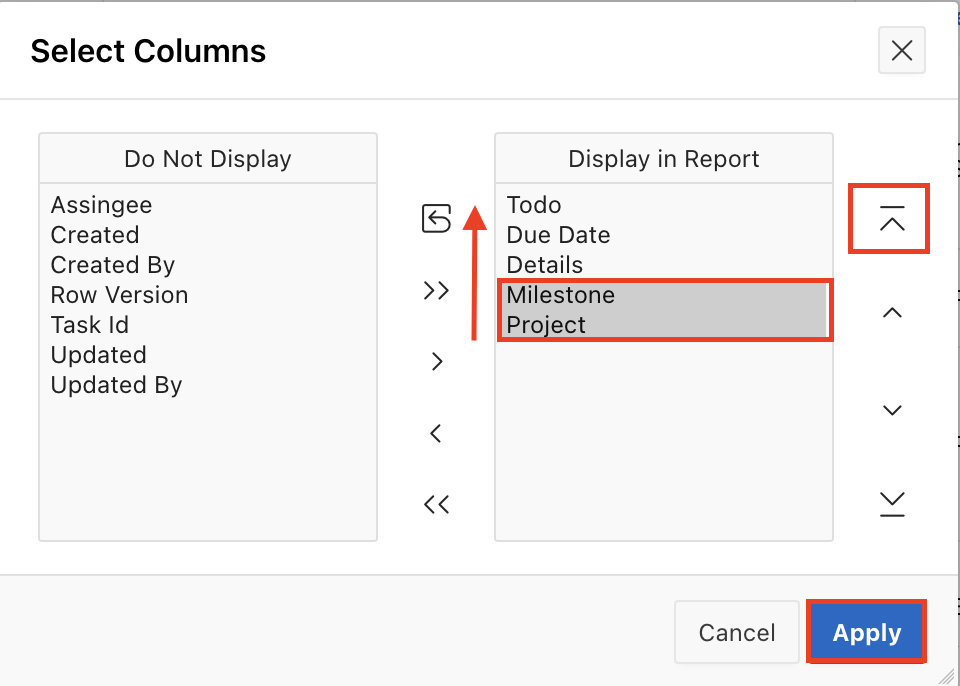 Select Columns
Do Not Display
Assingee
Created
Created By
Row Version
Task Id
Updated
Updated By
Display in Report
Todo
Due Date
Details
Milestone
Project
Cancel
Apply